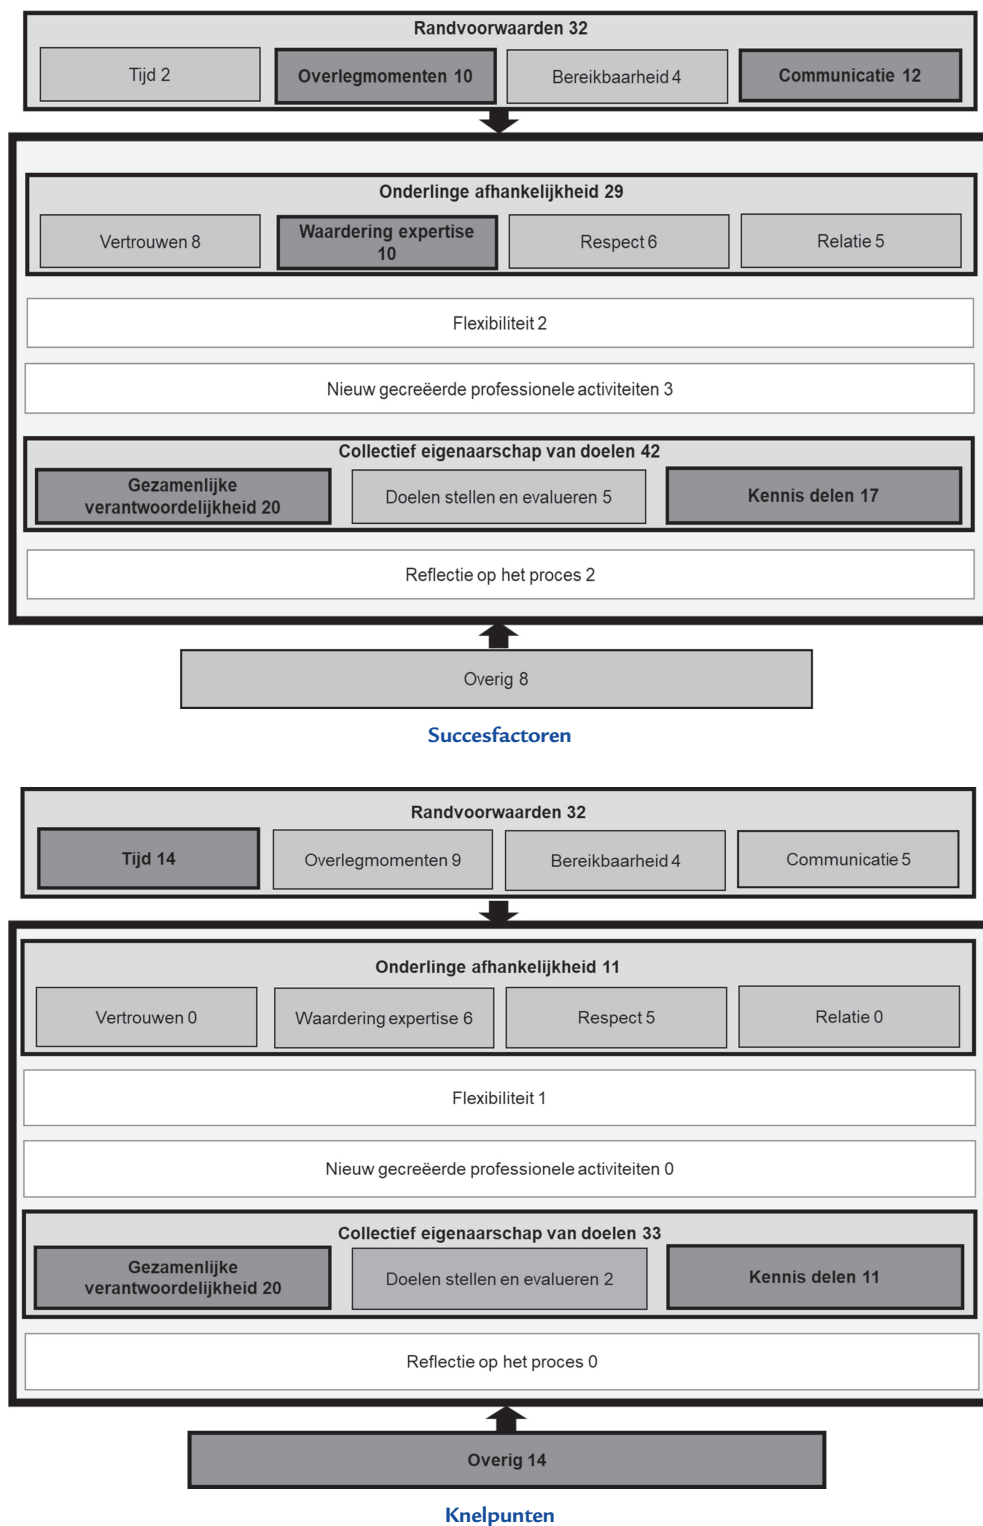 Randvoorwaarden 32
Tijd 2
Overlegmomenten 10
Bereikbaarheid 4
Communicatie 12
Onderlinge afhankelijkheid 29
Vertrouwen 8
Waardering expertise
10
Respect 6
Relatie 5
Flexibiliteit 2
Nieuw gecreëerde professionele activiteiten 3
Collectief eigenaarschap van doelen 42
Gezamenlijke
verantwoordelijkheid 20
Doelen stellen en evalueren 5
Kennis delen 17
Reflectie op het proces 2
Overig 8
Succesfactoren
Randvoorwaarden 32
Tijd 14
Overlegmomenten 9
Bereikbaarheid 4
Communicatie 5
Onderlinge afhankelijkheid 11
Vertrouwen 0
Waardering expertise 6
Respect 5
Relatie 0
Flexibiliteit 1
Nieuw gecreëerde professionele activiteiten 0
Collectief eigenaarschap van doelen 33
Gezamenlijke
verantwoordelijkheid 20
Doelen stellen en evalueren 2
Kennis delen 11
Reflectie op het proces 0
Overig 14
Knelpunten